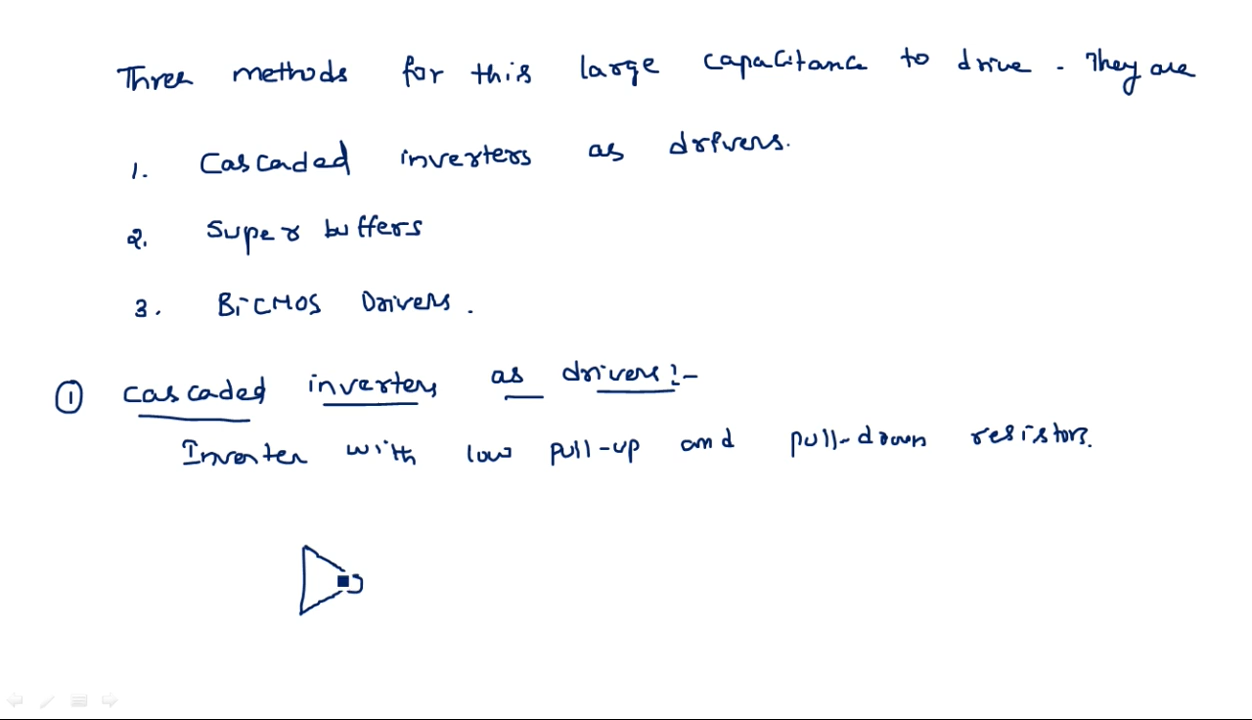 Three methods for this large capacitance to drive. They are
1. Cascaded inverters as drivers.
2. Super buffers
3. BiCMOS Drivers.
① cascaded inverters as drivers:-
Inverter with low pull-up and pull-down resistors.